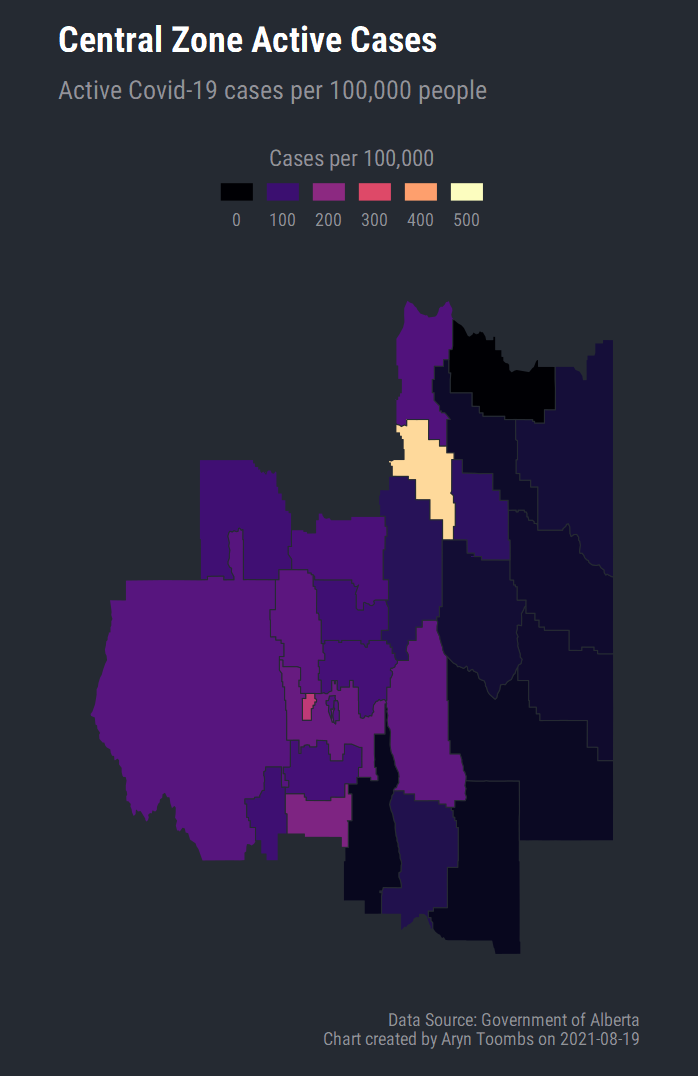 Central Zone Active Cases
Active Covid-19 cases per 100,000 people
Cases per 100,000
0 100 200 300 400 500
Data Source: Government of Alberta
Chart created by Aryn Toombs on 2021-08-19